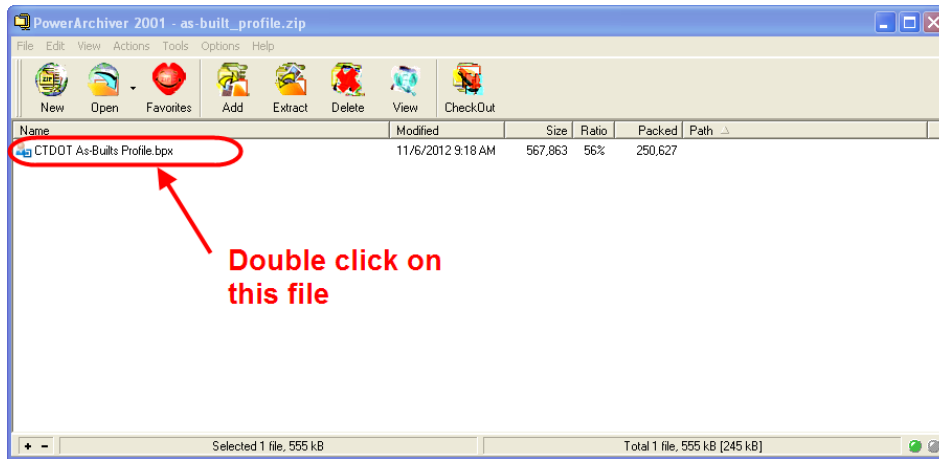 PowerArchiver 2001 - as-built_profile.zip
File Edit View Actions Tools Options Help
New Open Favorites Add Extract Delete View CheckOut
Name Modified Size Ratio Packed Path
CTDOT As-Builts Profile.bpx 11/6/2012 9:18 AM 567,863 56% 250,627
Double click on
this file
+ - Selected 1 file, 555 kB Total 1 file, 555 kB [245 kB]